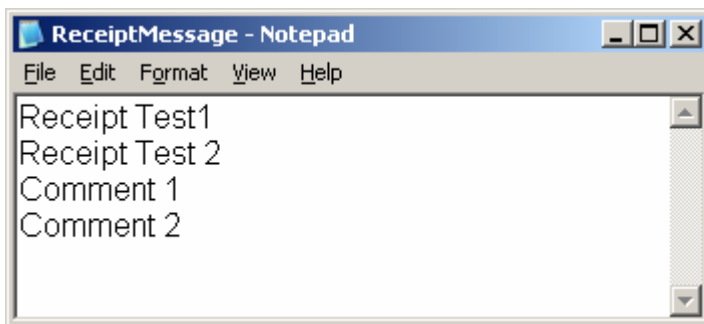 ReceiptMessage - Notepad
File Edit Format View Help
Receipt Test1
Receipt Test 2
Comment 1
Comment 2